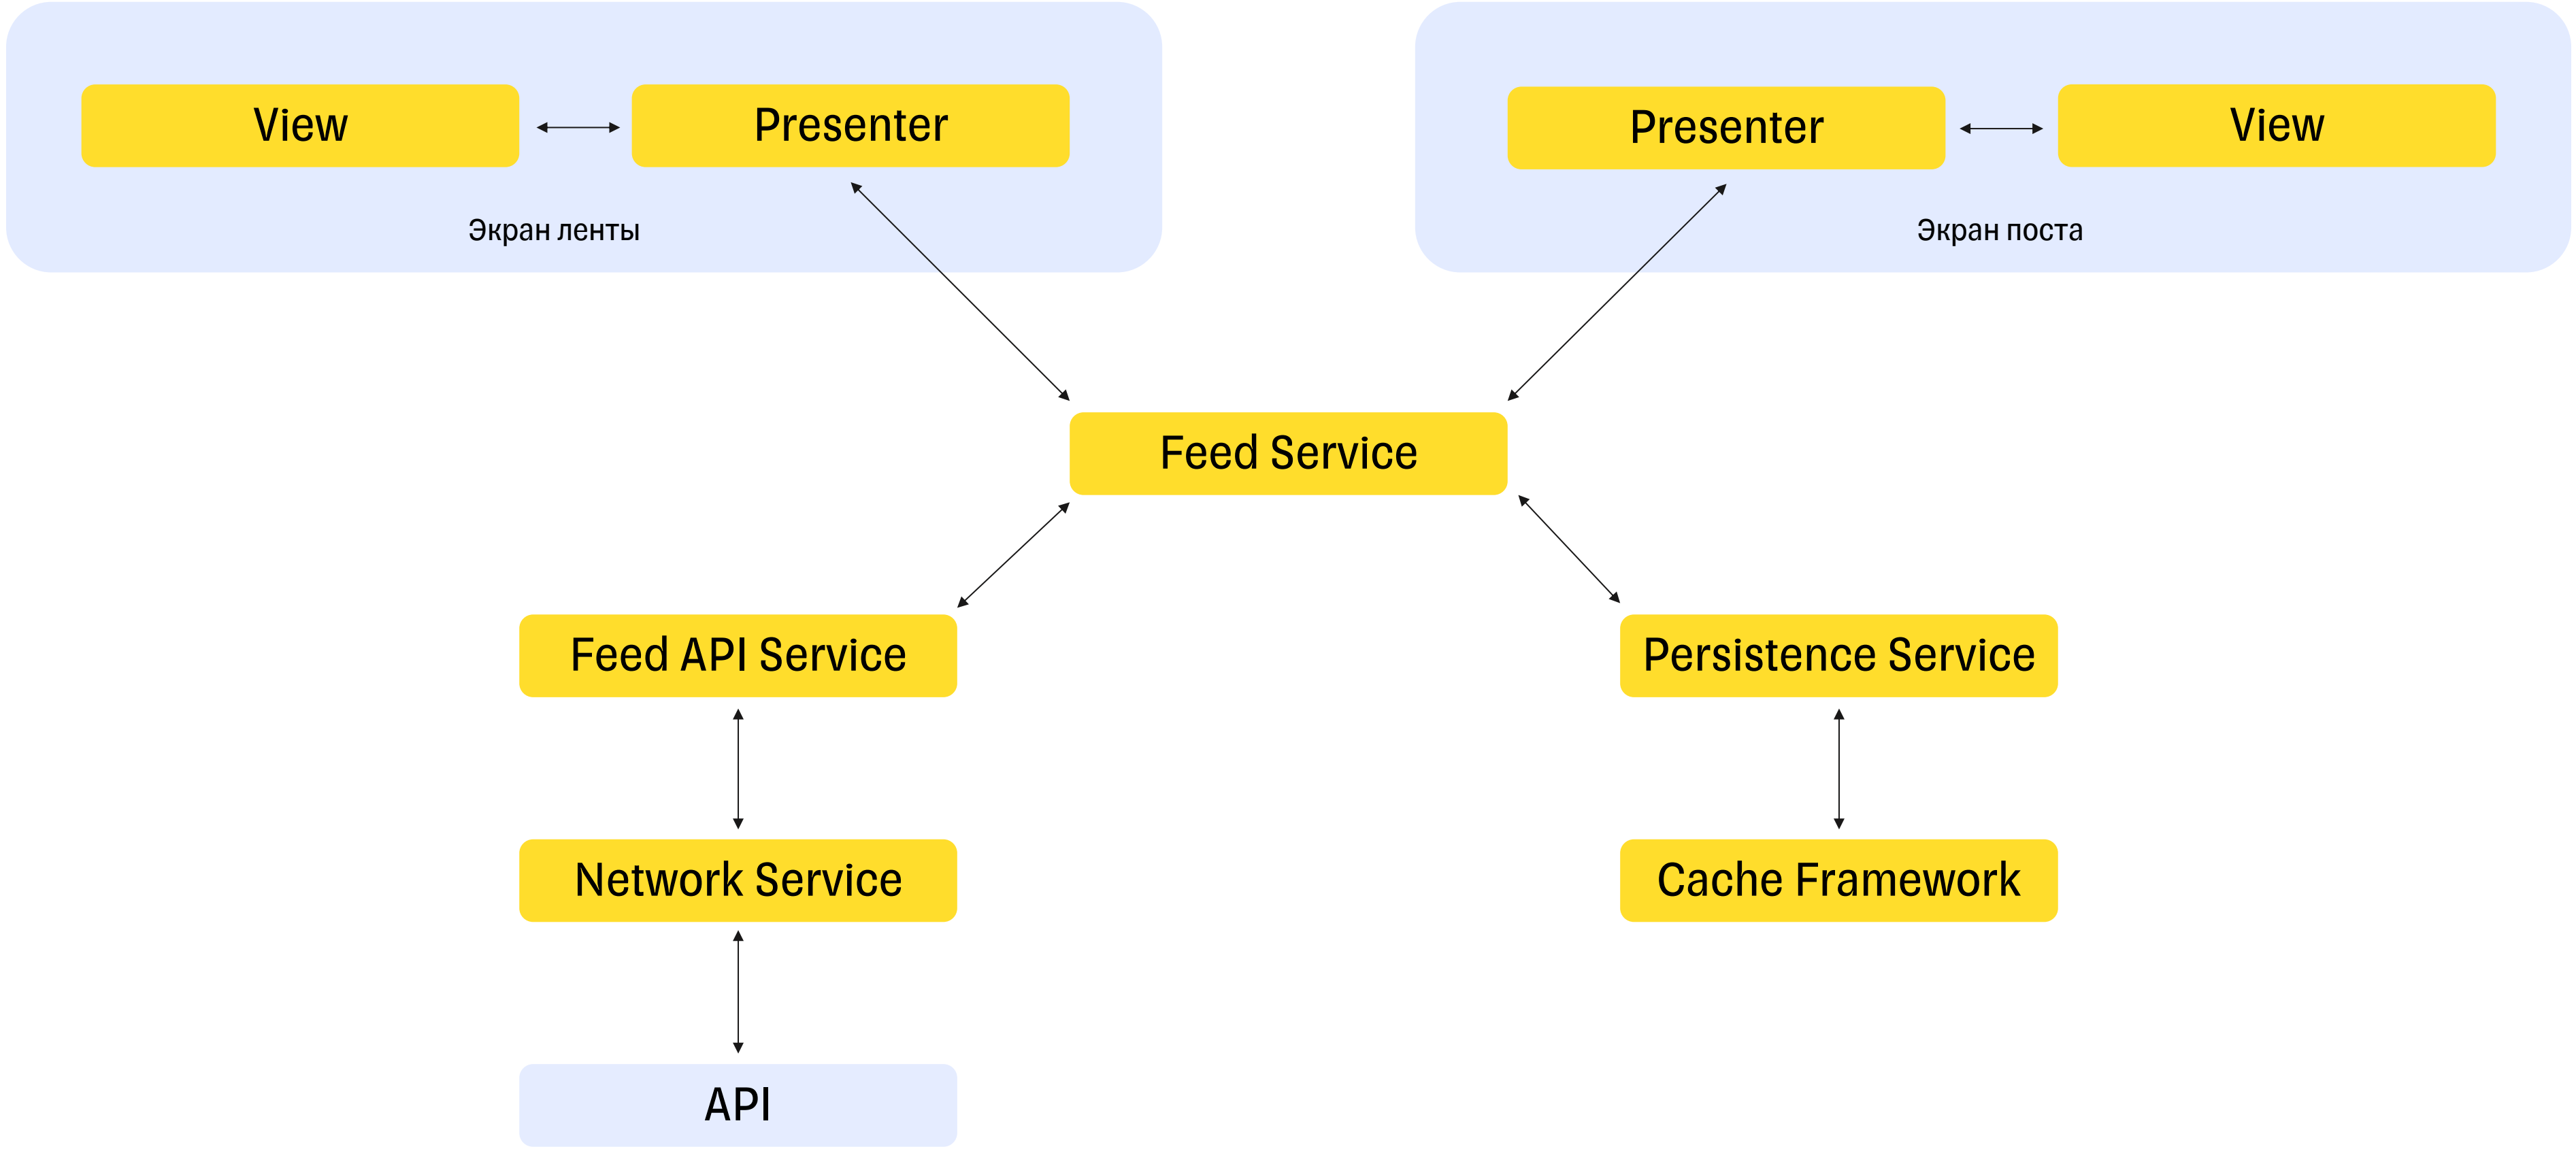 View
Presenter
Экран ленты
Presenter
View
Экран поста
Feed Service
Feed API Service
Persistence Service
Network Service
Cache Framework
API